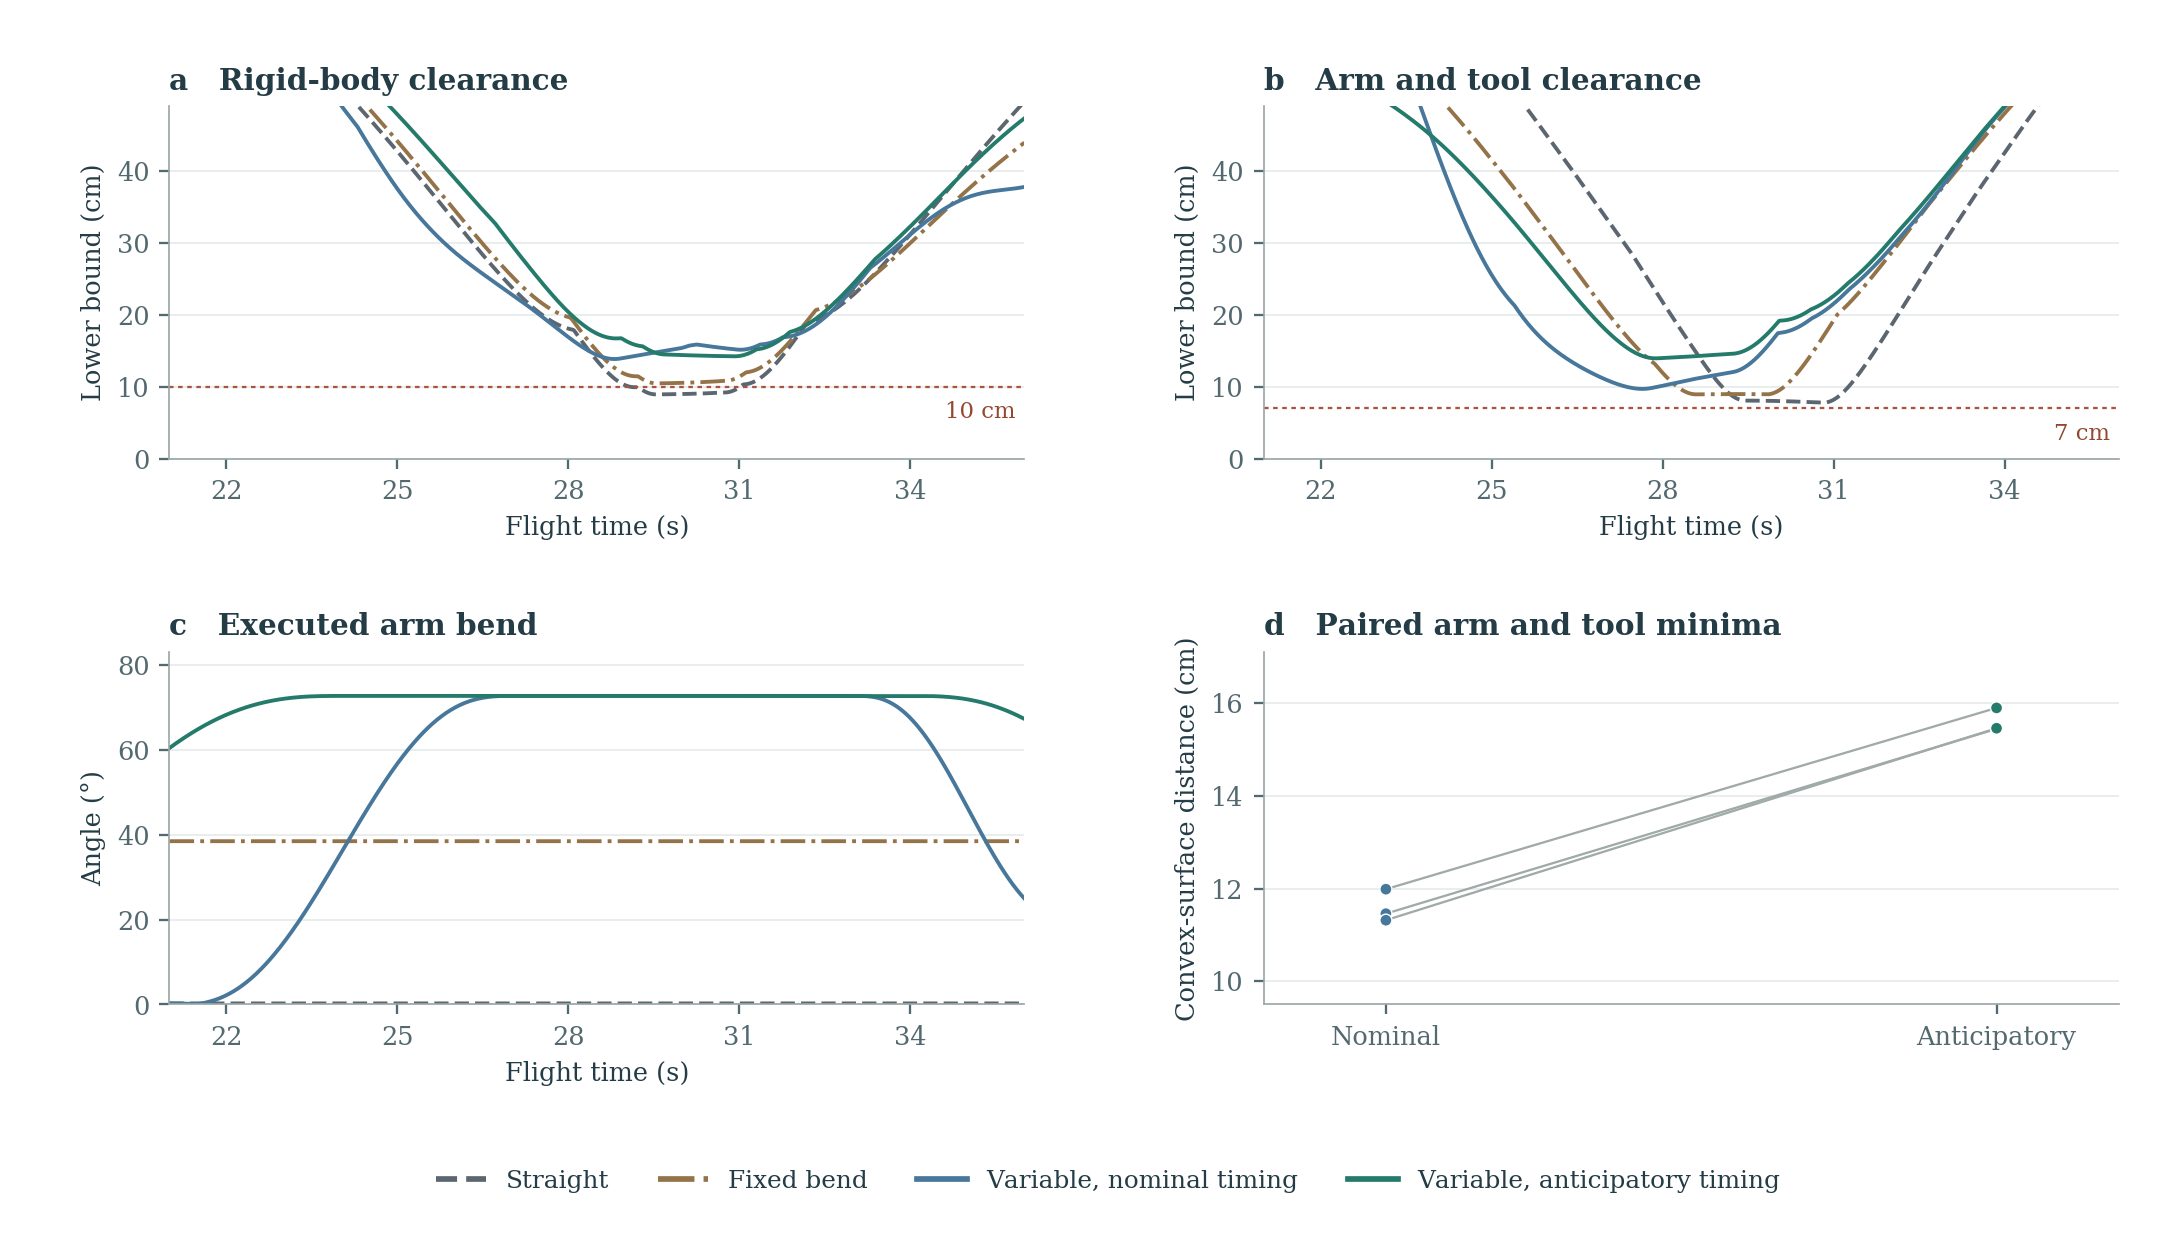 a Rigid-body clearance
Lower bound (cm)
40
30
20
10
0
10 cm
22 25 28 31 34
Flight time (s)
b Arm and tool clearance
Lower bound (cm)
40
30
20
10
0
7 cm
22 25 28 31 34
Flight time (s)
c Executed arm bend
Angle (°)
80
60
40
20
0
22 25 28 31 34
Flight time (s)
d Paired arm and tool minima
Convex-surface distance (cm)
16
14
12
10
Nominal Anticipatory
Straight Fixed bend Variable, nominal timing Variable, anticipatory timing